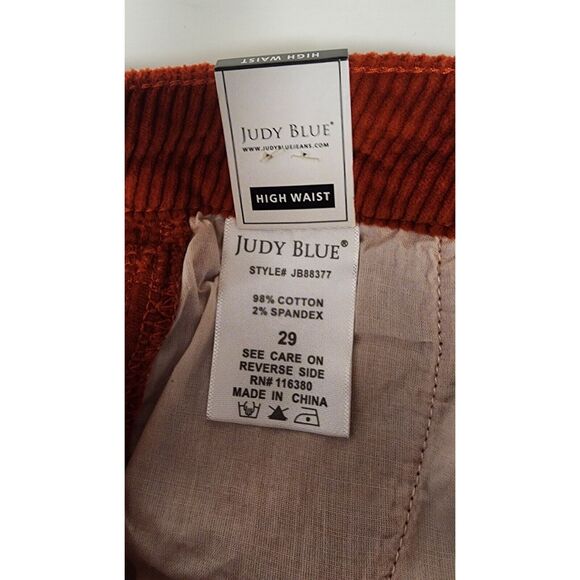 HIGH WAIST
JUDY BLUE®
WWW.JUDYBLUEJEANS.COM
HIGH WAIST
JUDY BLUE®
STYLE# JB88377
98% COTTON
2% SPANDEX
29
SEE CARE ON
REVERSE SIDE
RN# 116380
MADE IN CHINA